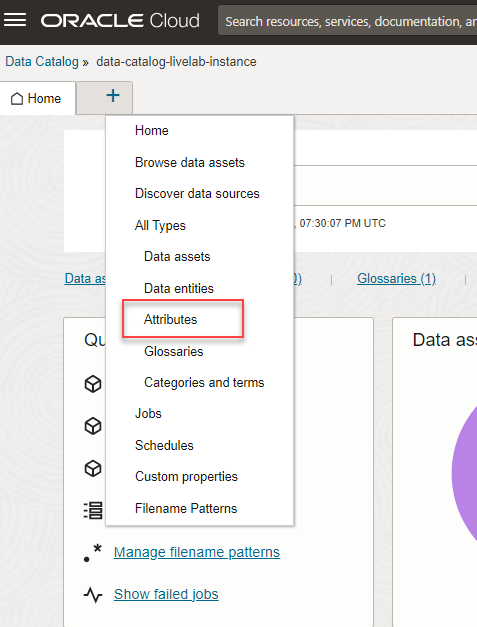 ORACLE Cloud
Search resources, services, documentation, an
Data Catalog » data-catalog-livelab-instance
Home
+
Home
Browse data assets
Discover data sources
, 07:30:07 PM UTC
All Types
Data assets
Data as 0) | Glossaries (1) |
Data entities
Attributes
Qu
Data ass
Glossaries
Categories and terms
Jobs
Schedules
Custom properties
Filename Patterns
Manage filename patterns
Show failed jobs